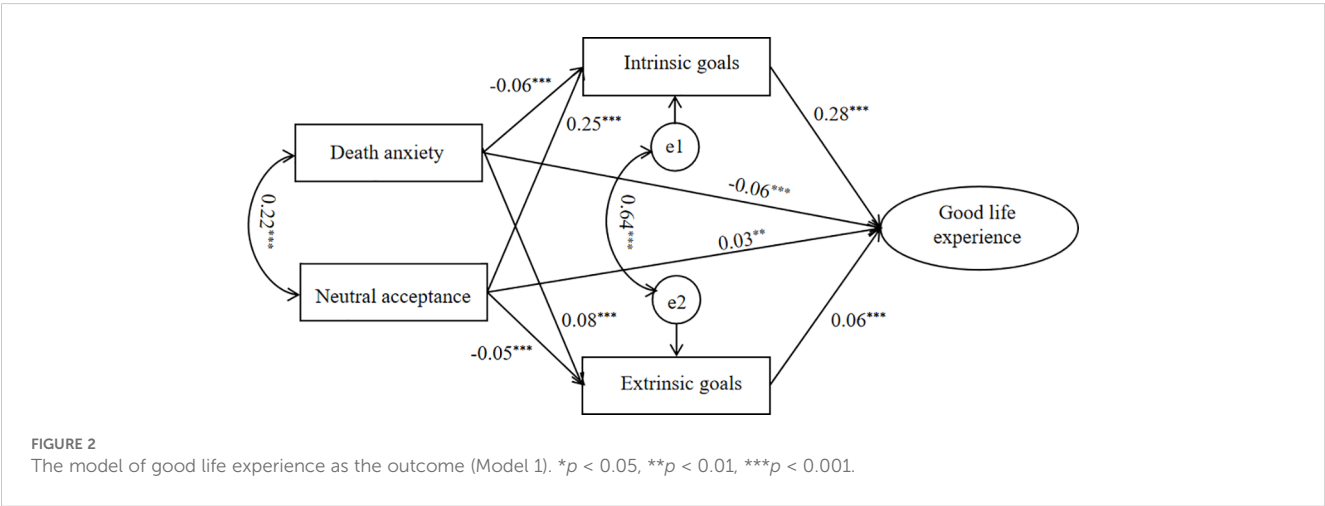 Intrinsic goals
-0.06***
0.25***
0.28***
e1
Death anxiety
-0.06***
0.22***
0.64***
Good life
experience
0.03**
Neutral acceptance
e2
0.08***
0.06***
-0.05***
Extrinsic goals
FIGURE 2
The model of good life experience as the outcome (Model 1). *p < 0.05, **p < 0.01, ***p < 0.001.